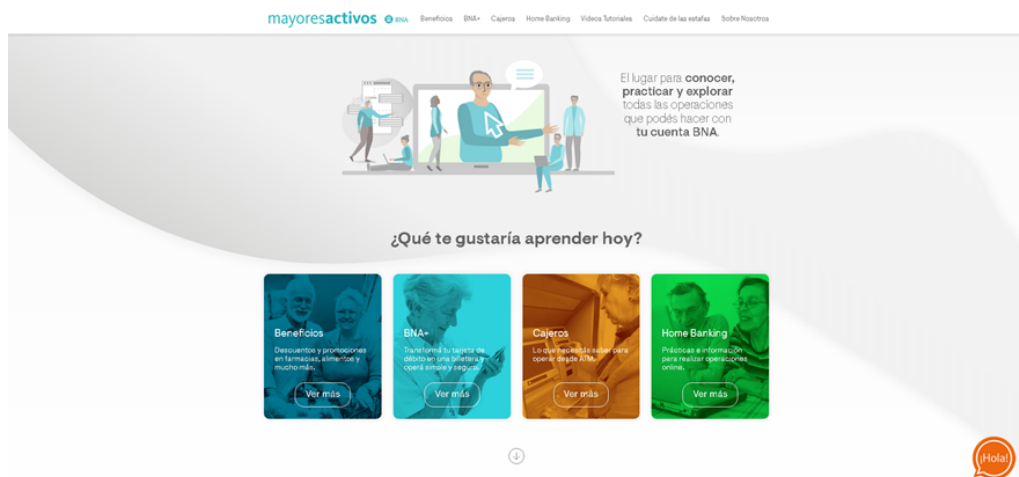 mayoresactivos BNA
Beneficios BNA+ Cajeros Home Banking Videos Tutoriales Cuidate de las estafas Sobre Nosotros
El lugar para conocer,
practicar y explorar
todas las operaciones
que podés hacer con
tu cuenta BNA.
¿Qué te gustaría aprender hoy?
Beneficios
Descuentos y promociones
en farmacias, alimentos y
mucho más.
Ver más
BNA+
Transformá tu tarjeta de
débito en una billetera y
operá simple y seguro.
Ver más
Cajeros
Lo que necesitás saber para
operar desde ATM.
Ver más
Home Banking
Prácticas e información
para realizar operaciones
online.
Ver más
¡Hola!